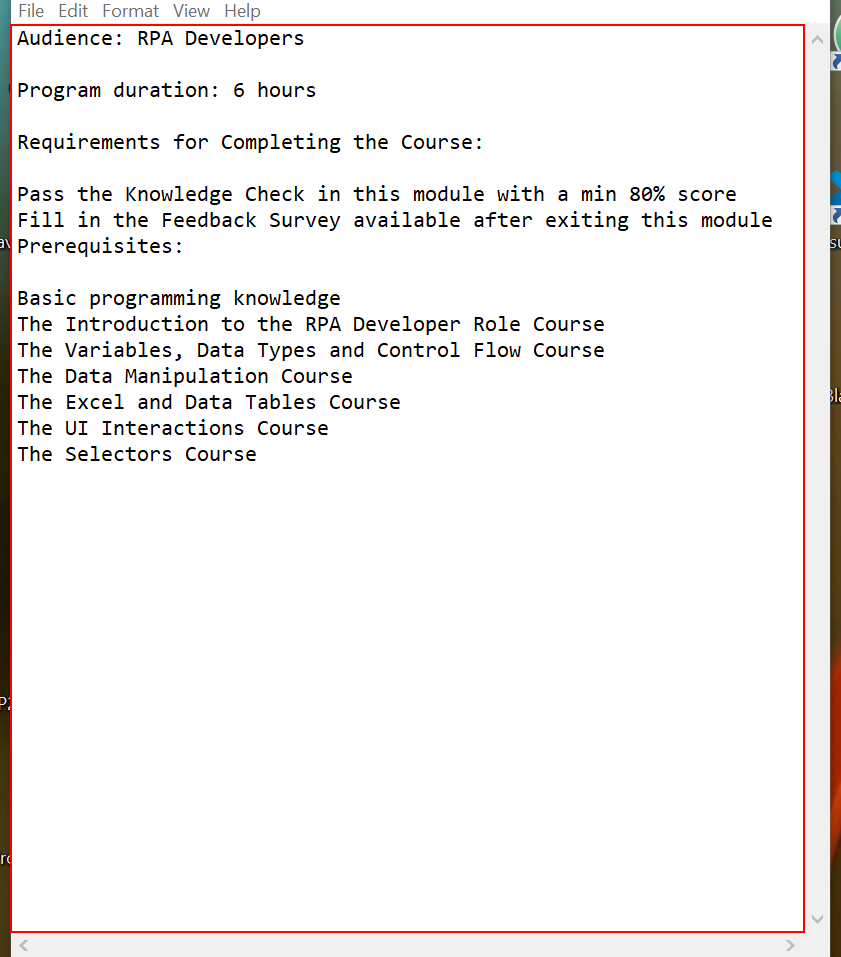 File Edit Format View Help
Audience: RPA Developers
Program duration: 6 hours
Requirements for Completing the Course:
Pass the Knowledge Check in this module with a min 80% score
Fill in the Feedback Survey available after exiting this module
Prerequisites:
Basic programming knowledge
The Introduction to the RPA Developer Role Course
The Variables, Data Types and Control Flow Course
The Data Manipulation Course
The Excel and Data Tables Course
The UI Interactions Course
The Selectors Course